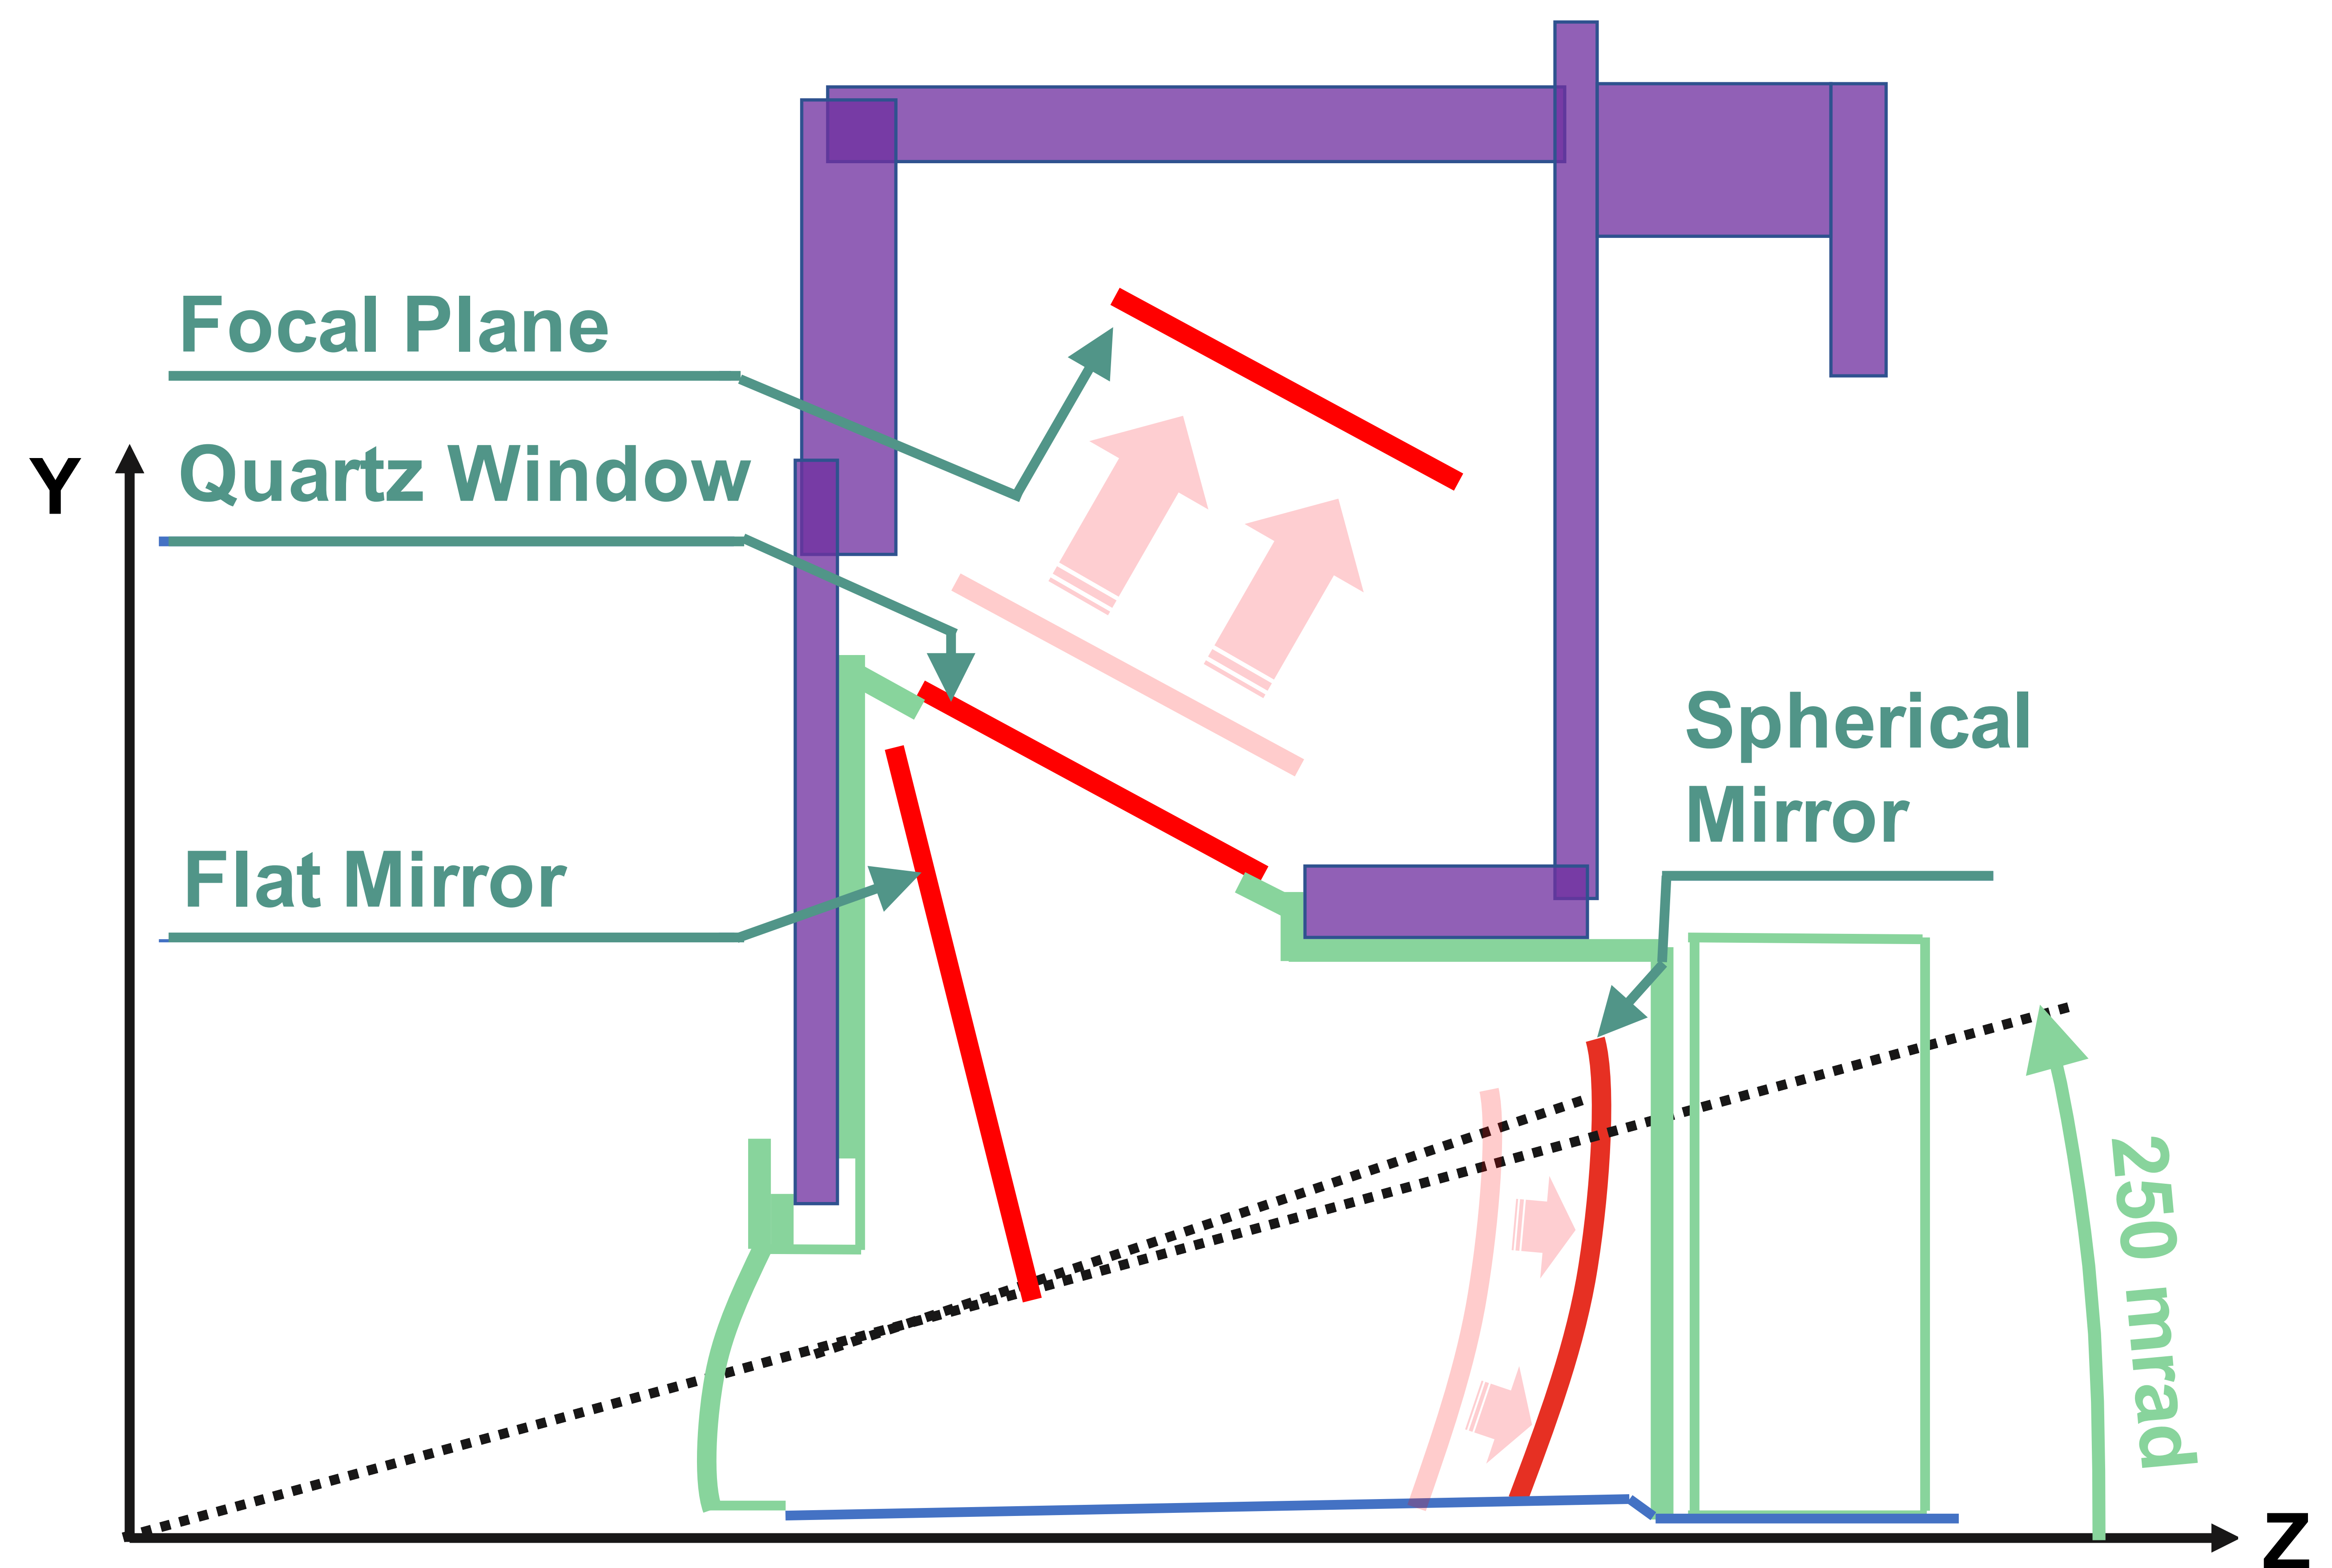 Focal Plane
Quartz Window
Y
Flat Mirror
Spherical
Mirror
250 mrad
Z